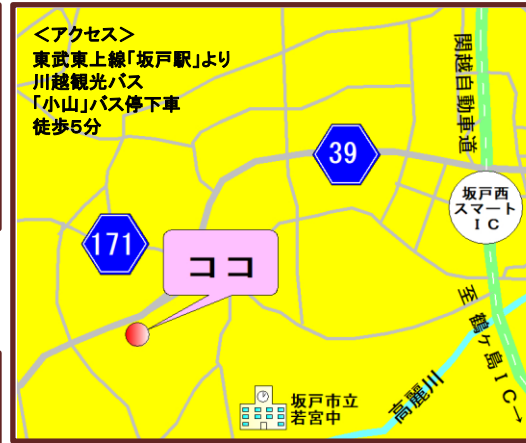 <アクセス>
東武東上線「坂戸駅」より
川越観光バス
「小山」バス停下車
徒歩5分
関越自動車道
39
坂戸西
スマート
IC
171
ココ
至 鶴ヶ島IC→
高麗川
坂戸市立
若宮中